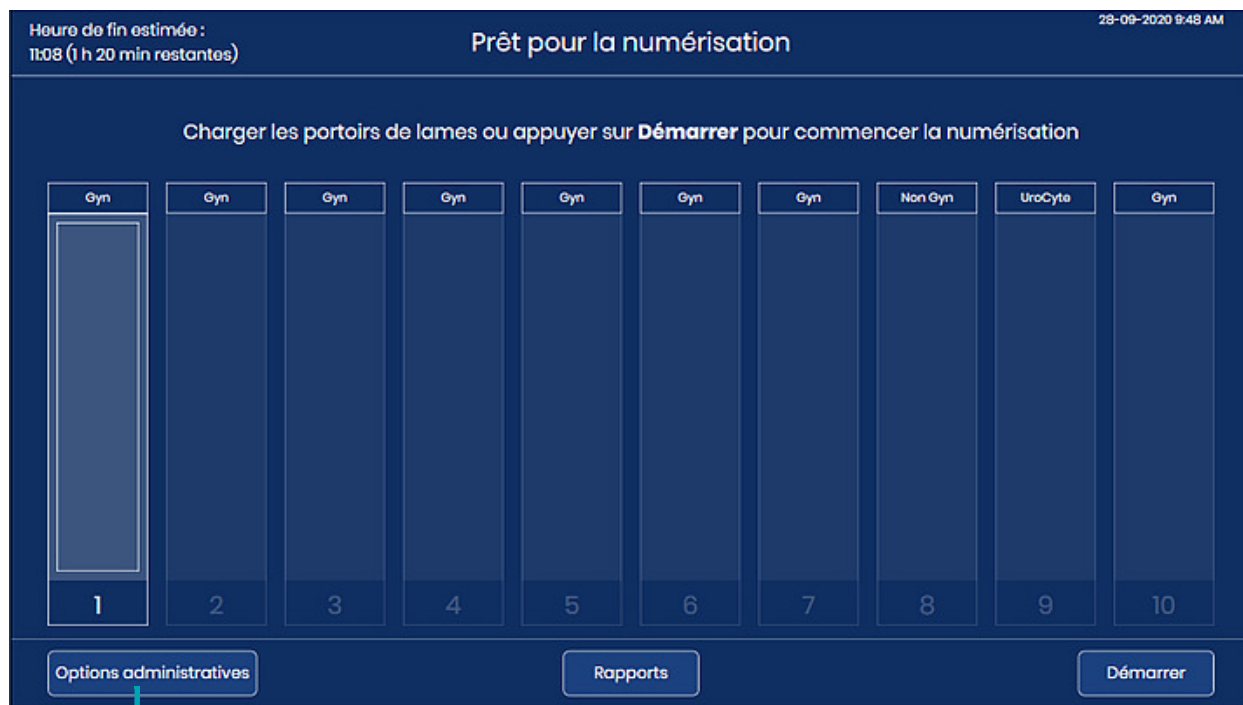 Heure de fin estimée :
11:08 (1 h 20 min restantes)
Prêt pour la numérisation
28-09-2020 9:48 AM
Charger les portoirs de lames ou appuyer sur Démarrer pour commencer la numérisation
Gyn Gyn Gyn Gyn Gyn Gyn Gyn Non Gyn UroCyte Gyn
1 2 3 4 5 6 7 8 9 10
Options administratives Rapports Démarrer